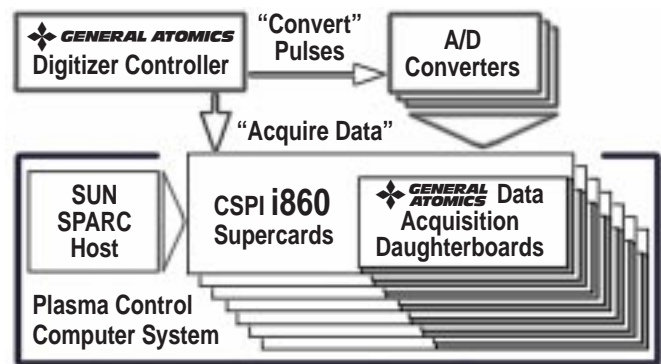 GENERAL ATOMICS
Digitizer Controller
“Convert”
Pulses
A/D
Converters
“Acquire Data”
SUN
SPARC
Host
CSPI i860
Supercards
GENERAL ATOMICS Data
Acquisition
Daughterboards
Plasma Control
Computer System